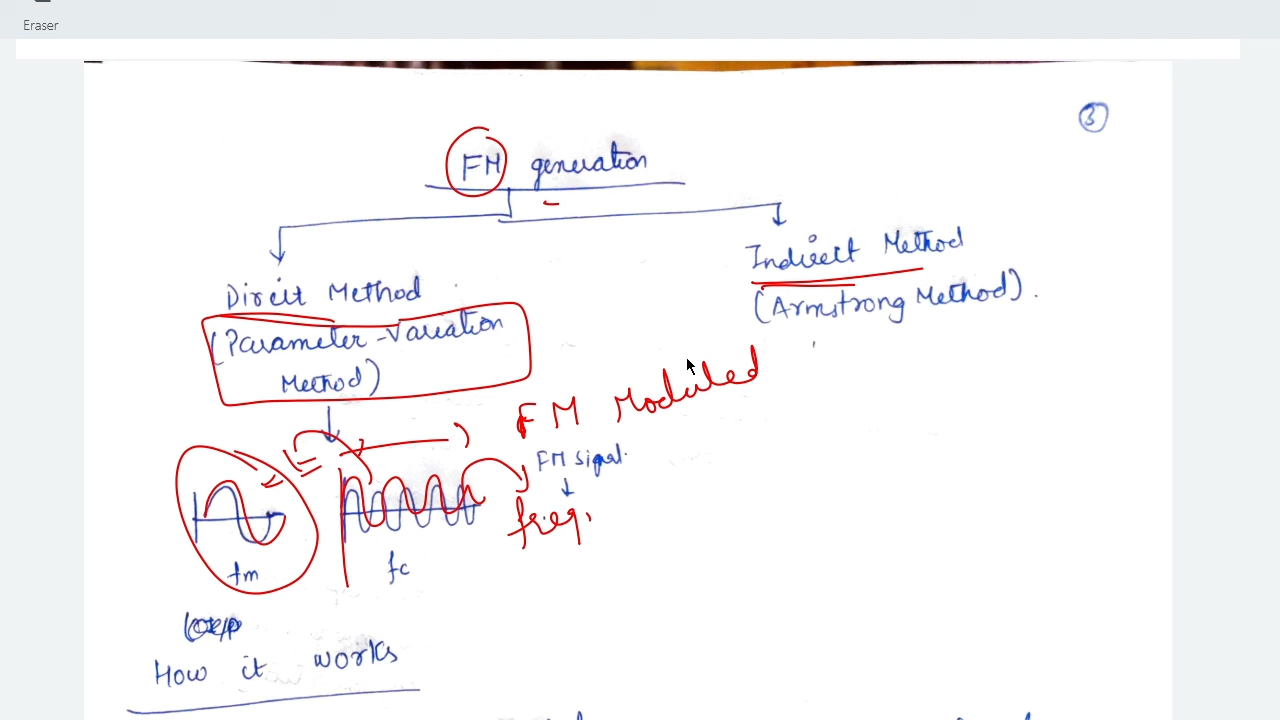 Eraser
3
FM generation
Direct Method
(Parameter-Variation
Method)
Indirect Method
(Armstrong Method).
FM Moduled
FM signal.
freq,
fm
fc
How it works